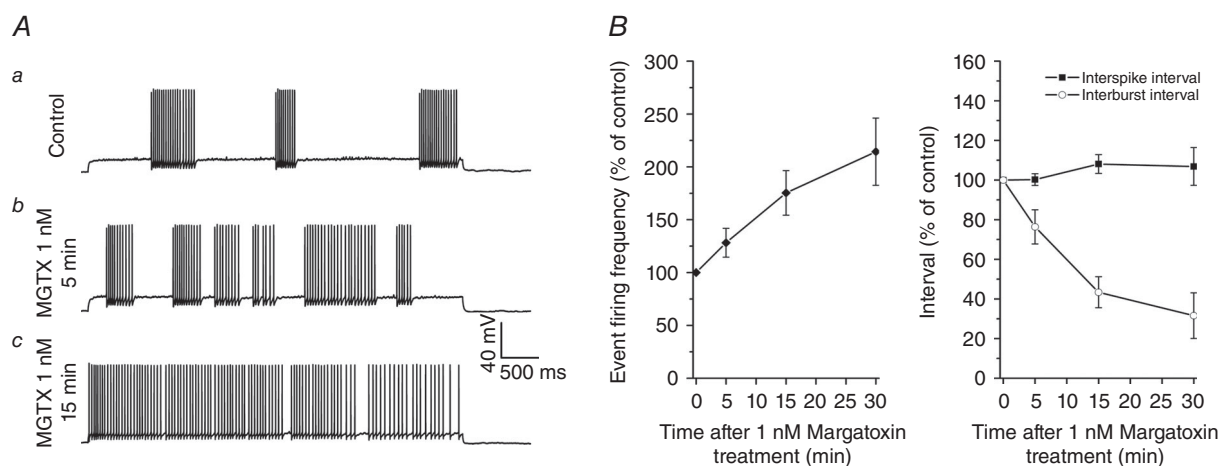 A
a
Control
b
MGTX 1 nM
5 min
c
MGTX 1 nM
15 min
40 mV
500 ms
B
Event firing frequency (% of control)
300
250
200
150
100
50
0
0 5 10 15 20 25 30
Time after 1 nM Margatoxin
treatment (min)
Interval (% of control)
160
140
120
100
80
60
40
20
0
Interspike interval
Interburst interval
0 5 10 15 20 25 30
Time after 1 nM Margatoxin
treatment (min)